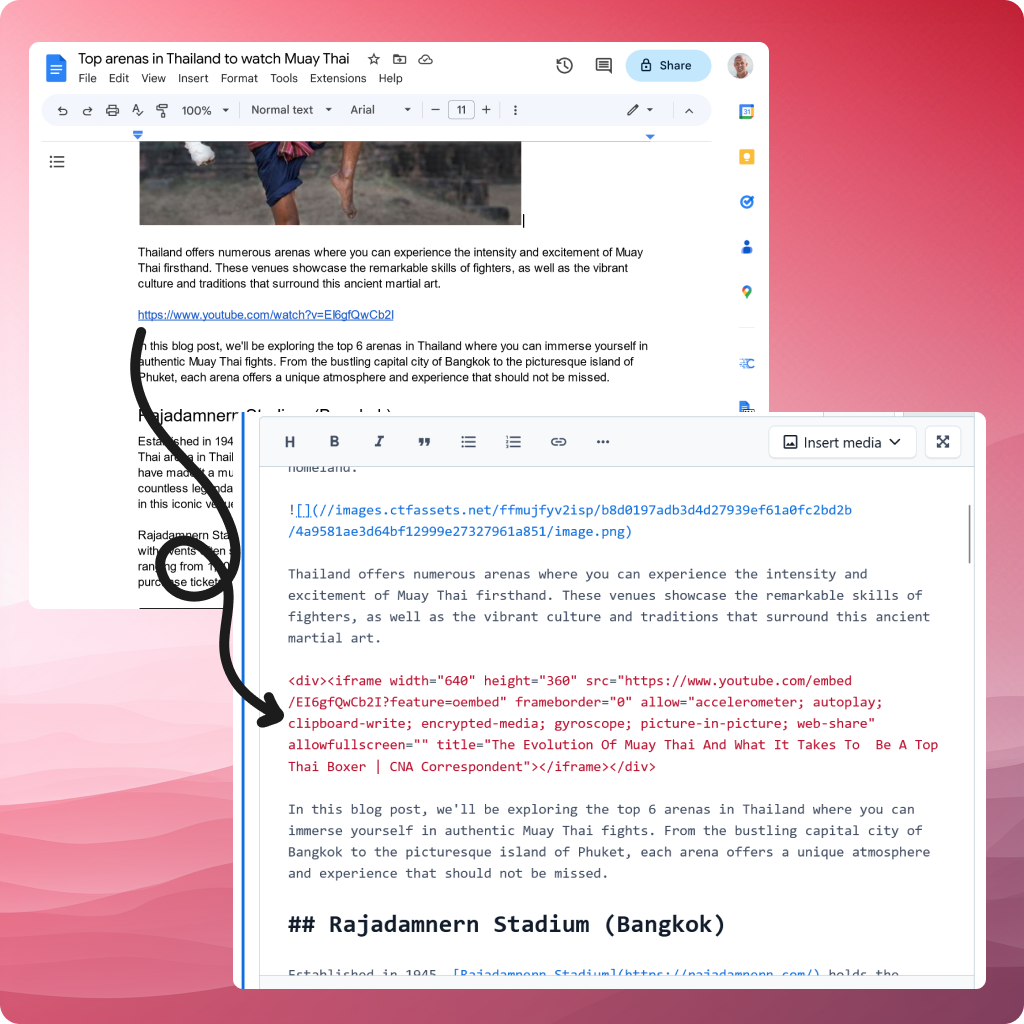 Top arenas in Thailand to watch Muay Thai
Share
File Edit View Insert Format Tools Extensions Help
100% Normal text Arial 11
31
Thailand offers numerous arenas where you can experience the intensity and excitement of Muay
Thai firsthand. These venues showcase the remarkable skills of fighters, as well as the vibrant
culture and traditions that surround this ancient martial art.
https://www.youtube.com/watch?v=EI6gfQwCb2I
In this blog post, we'll be exploring the top 6 arenas in Thailand where you can immerse yourself in
authentic Muay Thai fights. From the bustling capital city of Bangkok to the picturesque island of
Phuket, each arena offers a unique atmosphere and experience that should not be missed.
Rajadamnern Stadium (Bangkok)
Established in 194
Thai arena in Thail
have made it a mu
countless legenda
in this iconic venue
Rajadamnern Sta
with events often s
ranging from 1,0
purchase tickets
H B I Insert media
homeland.
![](//images.ctfassets.net/ffmujfyv2isp/b8d0197adb3d4d27939ef61a0fc2bd2b
/4a9581ae3d64bf12999e27327961a851/image.png)
Thailand offers numerous arenas where you can experience the intensity and
excitement of Muay Thai firsthand. These venues showcase the remarkable skills of
fighters, as well as the vibrant culture and traditions that surround this ancient
martial art.
<div><iframe width="640" height="360" src="https://www.youtube.com/embed
/EI6gfQwCb2I?feature=oembed" frameborder="0" allow="accelerometer; autoplay;
clipboard-write; encrypted-media; gyroscope; picture-in-picture; web-share"
allowfullscreen="" title="The Evolution Of Muay Thai And What It Takes To  Be A Top
Thai Boxer | CNA Correspondent"></iframe></div>
In this blog post, we'll be exploring the top 6 arenas in Thailand where you can
immerse yourself in authentic Muay Thai fights. From the bustling capital city of
Bangkok to the picturesque island of Phuket, each arena offers a unique atmosphere
and experience that should not be missed.
## Rajadamnern Stadium (Bangkok)
Established in 1945, [Rajadamnern Stadium](https://rajadamnern.com/) holds the